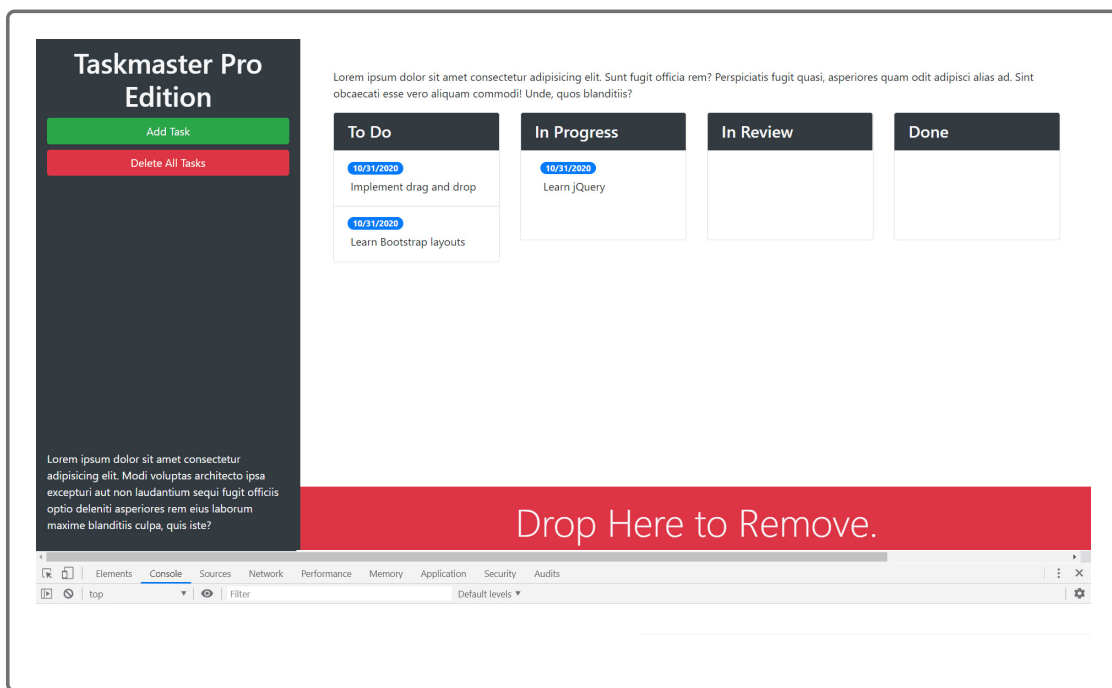 Taskmaster Pro
Edition
Add Task
Delete All Tasks
Lorem ipsum dolor sit amet consectetur
adipisicing elit. Modi voluptas architecto ipsa
excepturi aut non laudantium sequi fugit officiis
optio deleniti asperiores rem eius laborum
maxime blanditiis culpa, quis iste?
Lorem ipsum dolor sit amet consectetur adipisicing elit. Sunt fugit officia rem? Perspiciatis fugit quasi, asperiores quam odit adipisci alias ad. Sint
obcaecati esse vero aliquam commodi! Unde, quos blanditiis?
To Do
10/31/2020
Implement drag and drop
10/31/2020
Learn Bootstrap layouts
In Progress
10/31/2020
Learn jQuery
In Review
Done
Drop Here to Remove.
Elements Console Sources Network Performance Memory Application Security Audits
top Filter Default levels